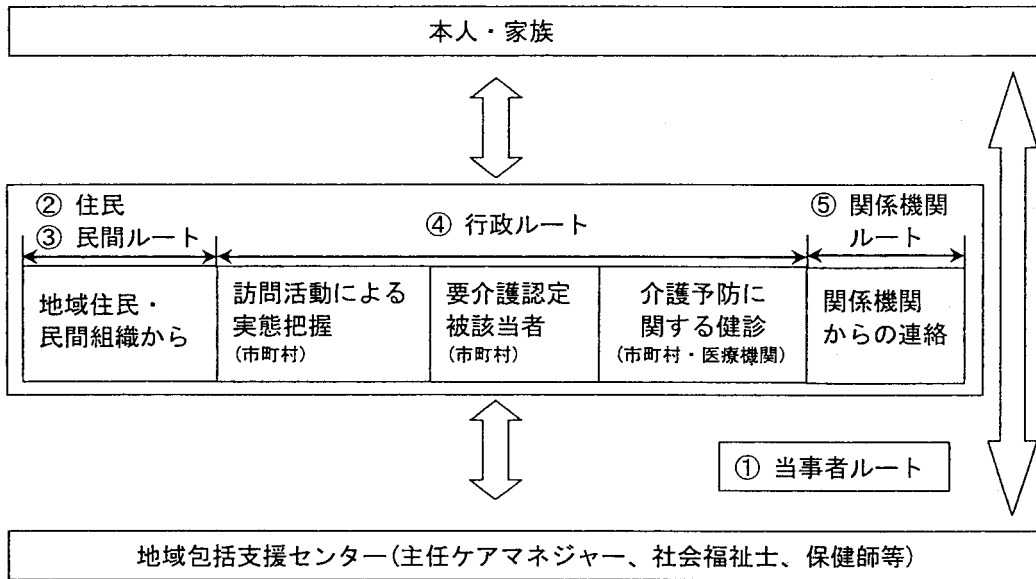 本人・家族
② 住民
③ 民間ルート
④ 行政ルート
⑤ 関係機関
ルート
地域住民・
民間組織から
訪問活動による
実態把握
(市町村)
要介護認定
被該当者
(市町村)
介護予防に
関する健診
(市町村・医療機関)
関係機関
からの連絡
① 当事者ルート
地域包括支援センター(主任ケアマネジャー、社会福祉士、保健師等)